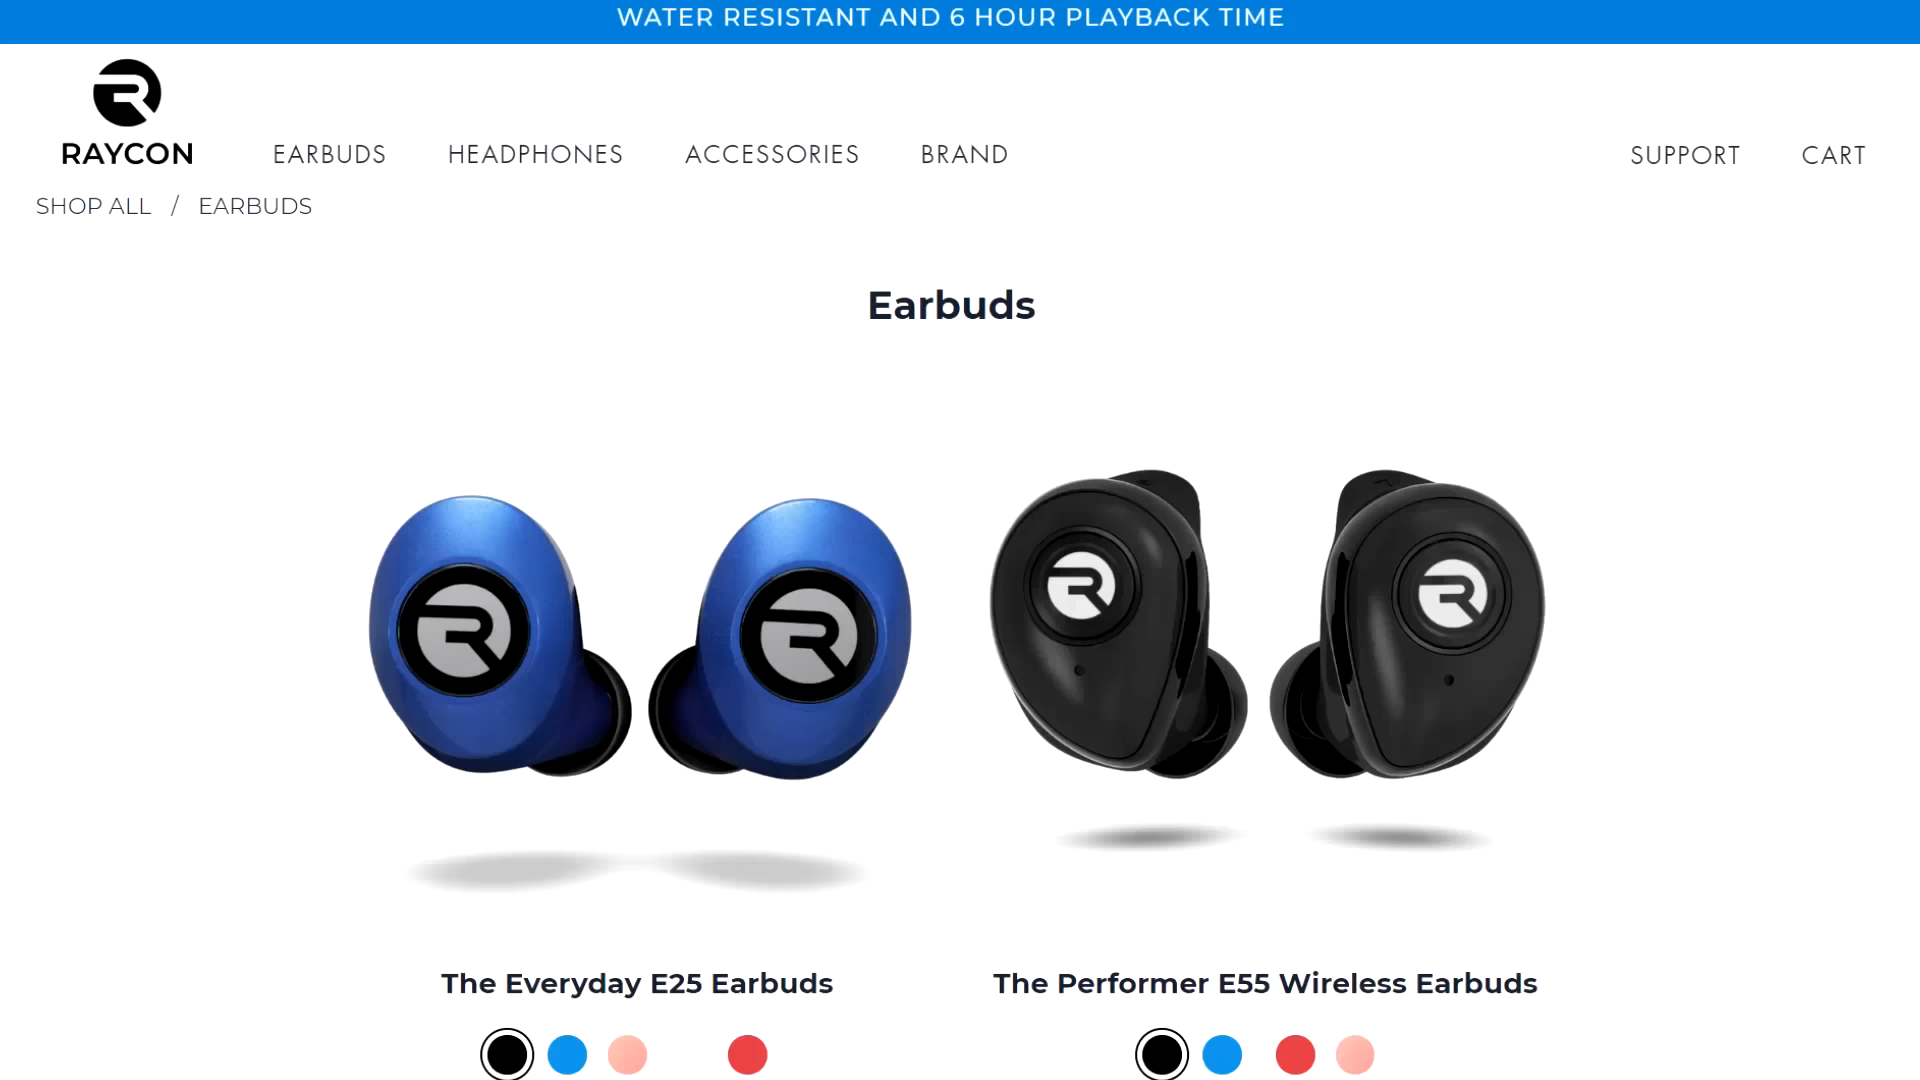 WATER RESISTANT AND 6 HOUR PLAYBACK TIME
RAYCON
EARBUDS
HEADPHONES
ACCESSORIES
BRAND
SUPPORT
CART
SHOP ALL / EARBUDS
Earbuds
The Everyday E25 Earbuds
The Performer E55 Wireless Earbuds